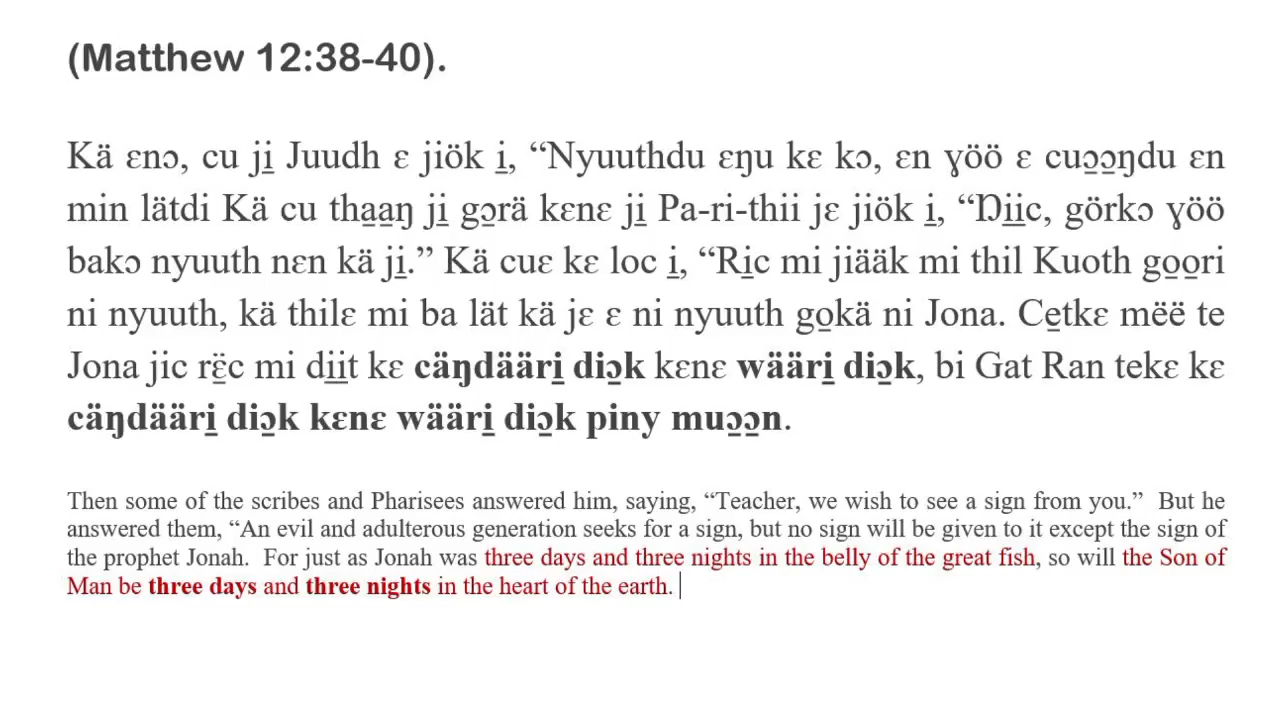 (Matthew 12:38-40).
Kä ɛnɔ, cu ji̱ Juudh ɛ jiök i̱, “Nyuuthdu ɛŋu kɛ kɔ, ɛn ɣöö ɛ cuɔ̱ɔ̱ŋdu ɛn
min lätdi Kä cu tha̱a̱ŋ ji̱ gɔ̱rä kɛnɛ ji̱ Pa-ri-thii jɛ jiök i̱, “Ŋi̱i̱c, görkɔ ɣöö
bakɔ nyuuth nɛn kä ji̱.” Kä cuɛ kɛ loc i̱, “Ri̱c mi jiääk mi thil Kuoth go̱o̱ri
ni nyuuth, kä thilɛ mi ba lät kä jɛ ɛ ni nyuuth go̱kä ni Jona. Ce̱tkɛ mëë te
Jona jic rɛ̱̈c mi di̱i̱t kɛ cäŋdääri̱ diɔ̱k kɛnɛ wääri̱ diɔ̱k, bi Gat Ran tekɛ kɛ
cäŋdääri̱ diɔ̱k kɛnɛ wääri̱ diɔ̱k piny muɔ̱ɔ̱n.
Then some of the scribes and Pharisees answered him, saying, “Teacher, we wish to see a sign from you.”  But he
answered them, “An evil and adulterous generation seeks for a sign, but no sign will be given to it except the sign of
the prophet Jonah.  For just as Jonah was three days and three nights in the belly of the great fish, so will the Son of
Man be three days and three nights in the heart of the earth.